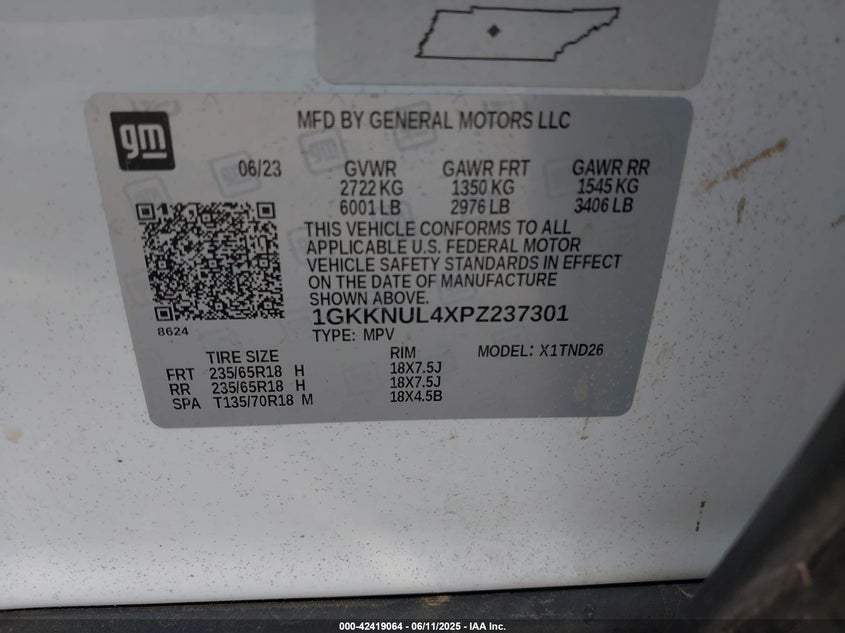 gm
MFD BY GENERAL MOTORS LLC
06/23 GVWR GAWR FRT GAWR RR
2722 KG 1350 KG 1545 KG
6001 LB 2976 LB 3406 LB
THIS VEHICLE CONFORMS TO ALL
APPLICABLE U.S. FEDERAL MOTOR
VEHICLE SAFETY STANDARDS IN EFFECT
ON THE DATE OF MANUFACTURE
SHOWN ABOVE.
8624
1GKKNUL4XPZ237301
TYPE: MPV
TIRE SIZE RIM MODEL: X1TND26
FRT 235/65R18 H 18X7.5J
RR 235/65R18 H 18X7.5J
SPA T135/70R18 M 18X4.5B
000-42419064 - 06/11/2025 - IAA Inc.